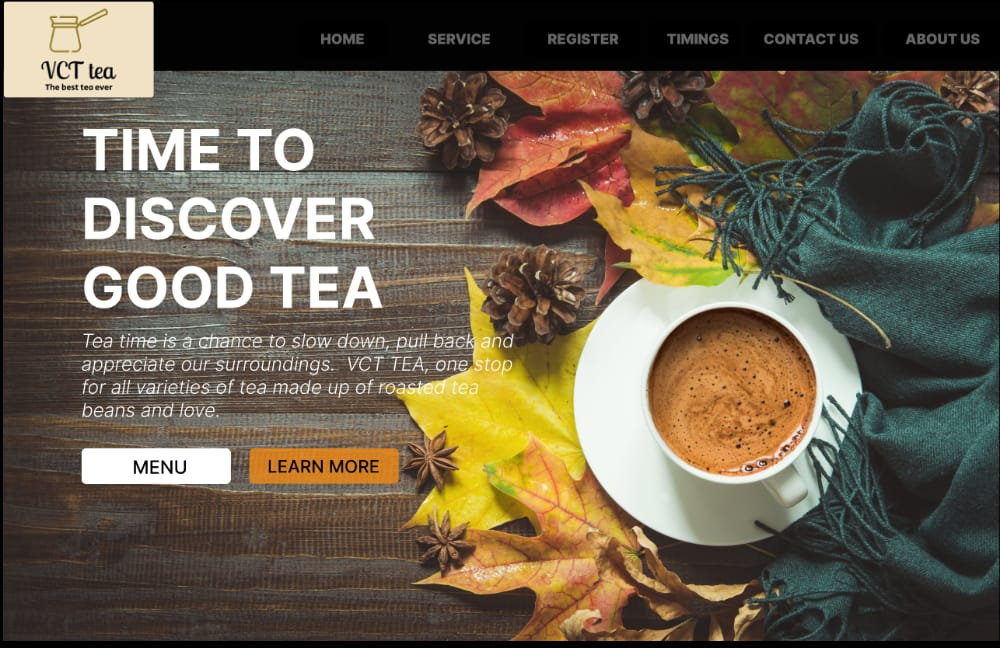 VCT tea
The best tea ever
HOME SERVICE REGISTER TIMINGS CONTACT US ABOUT US
TIME TO
DISCOVER
GOOD TEA
Tea time is a chance to slow down, pull back and
appreciate our surroundings. VCT TEA, one stop
for all varieties of tea made up of roasted tea
beans and love.
MENU LEARN MORE